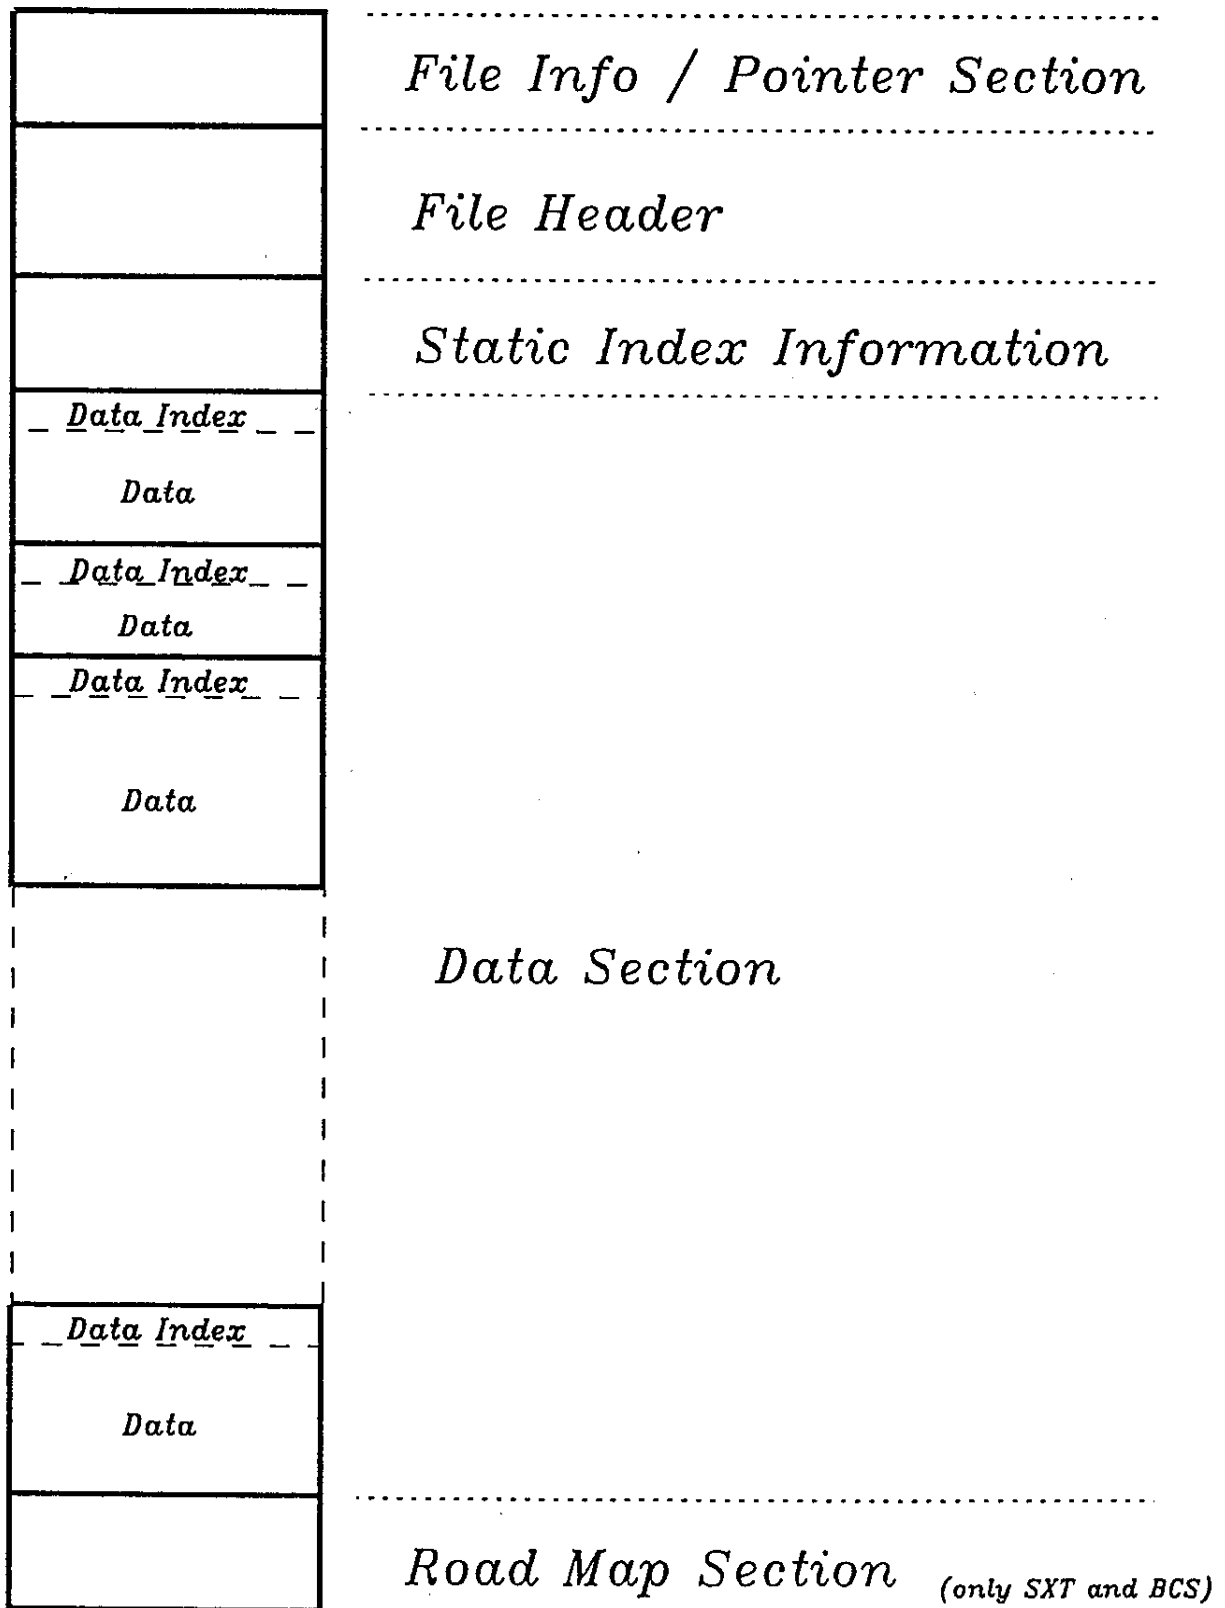 File Info / Pointer Section
File Header
Static Index Information
Data Index
Data
Data Index
Data
Data Index
Data
Data Section
Data Index
Data
Road Map Section (only SXT and BCS)